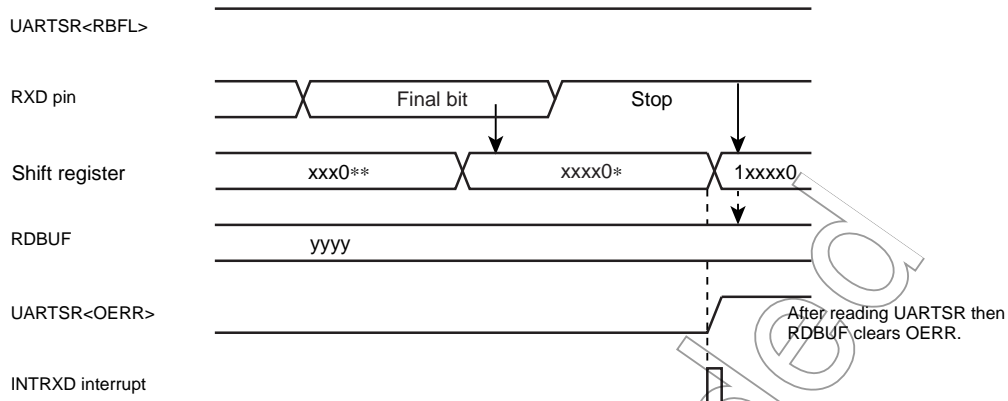 UARTSR<RBFL>
RXD pin Final bit Stop
Shift register xxx0** xxxx0* 1xxxx0
RDBUF yyyy
UARTSR<OERR> After reading UARTSR then
RDBUF clears OERR.
INTRXD interrupt